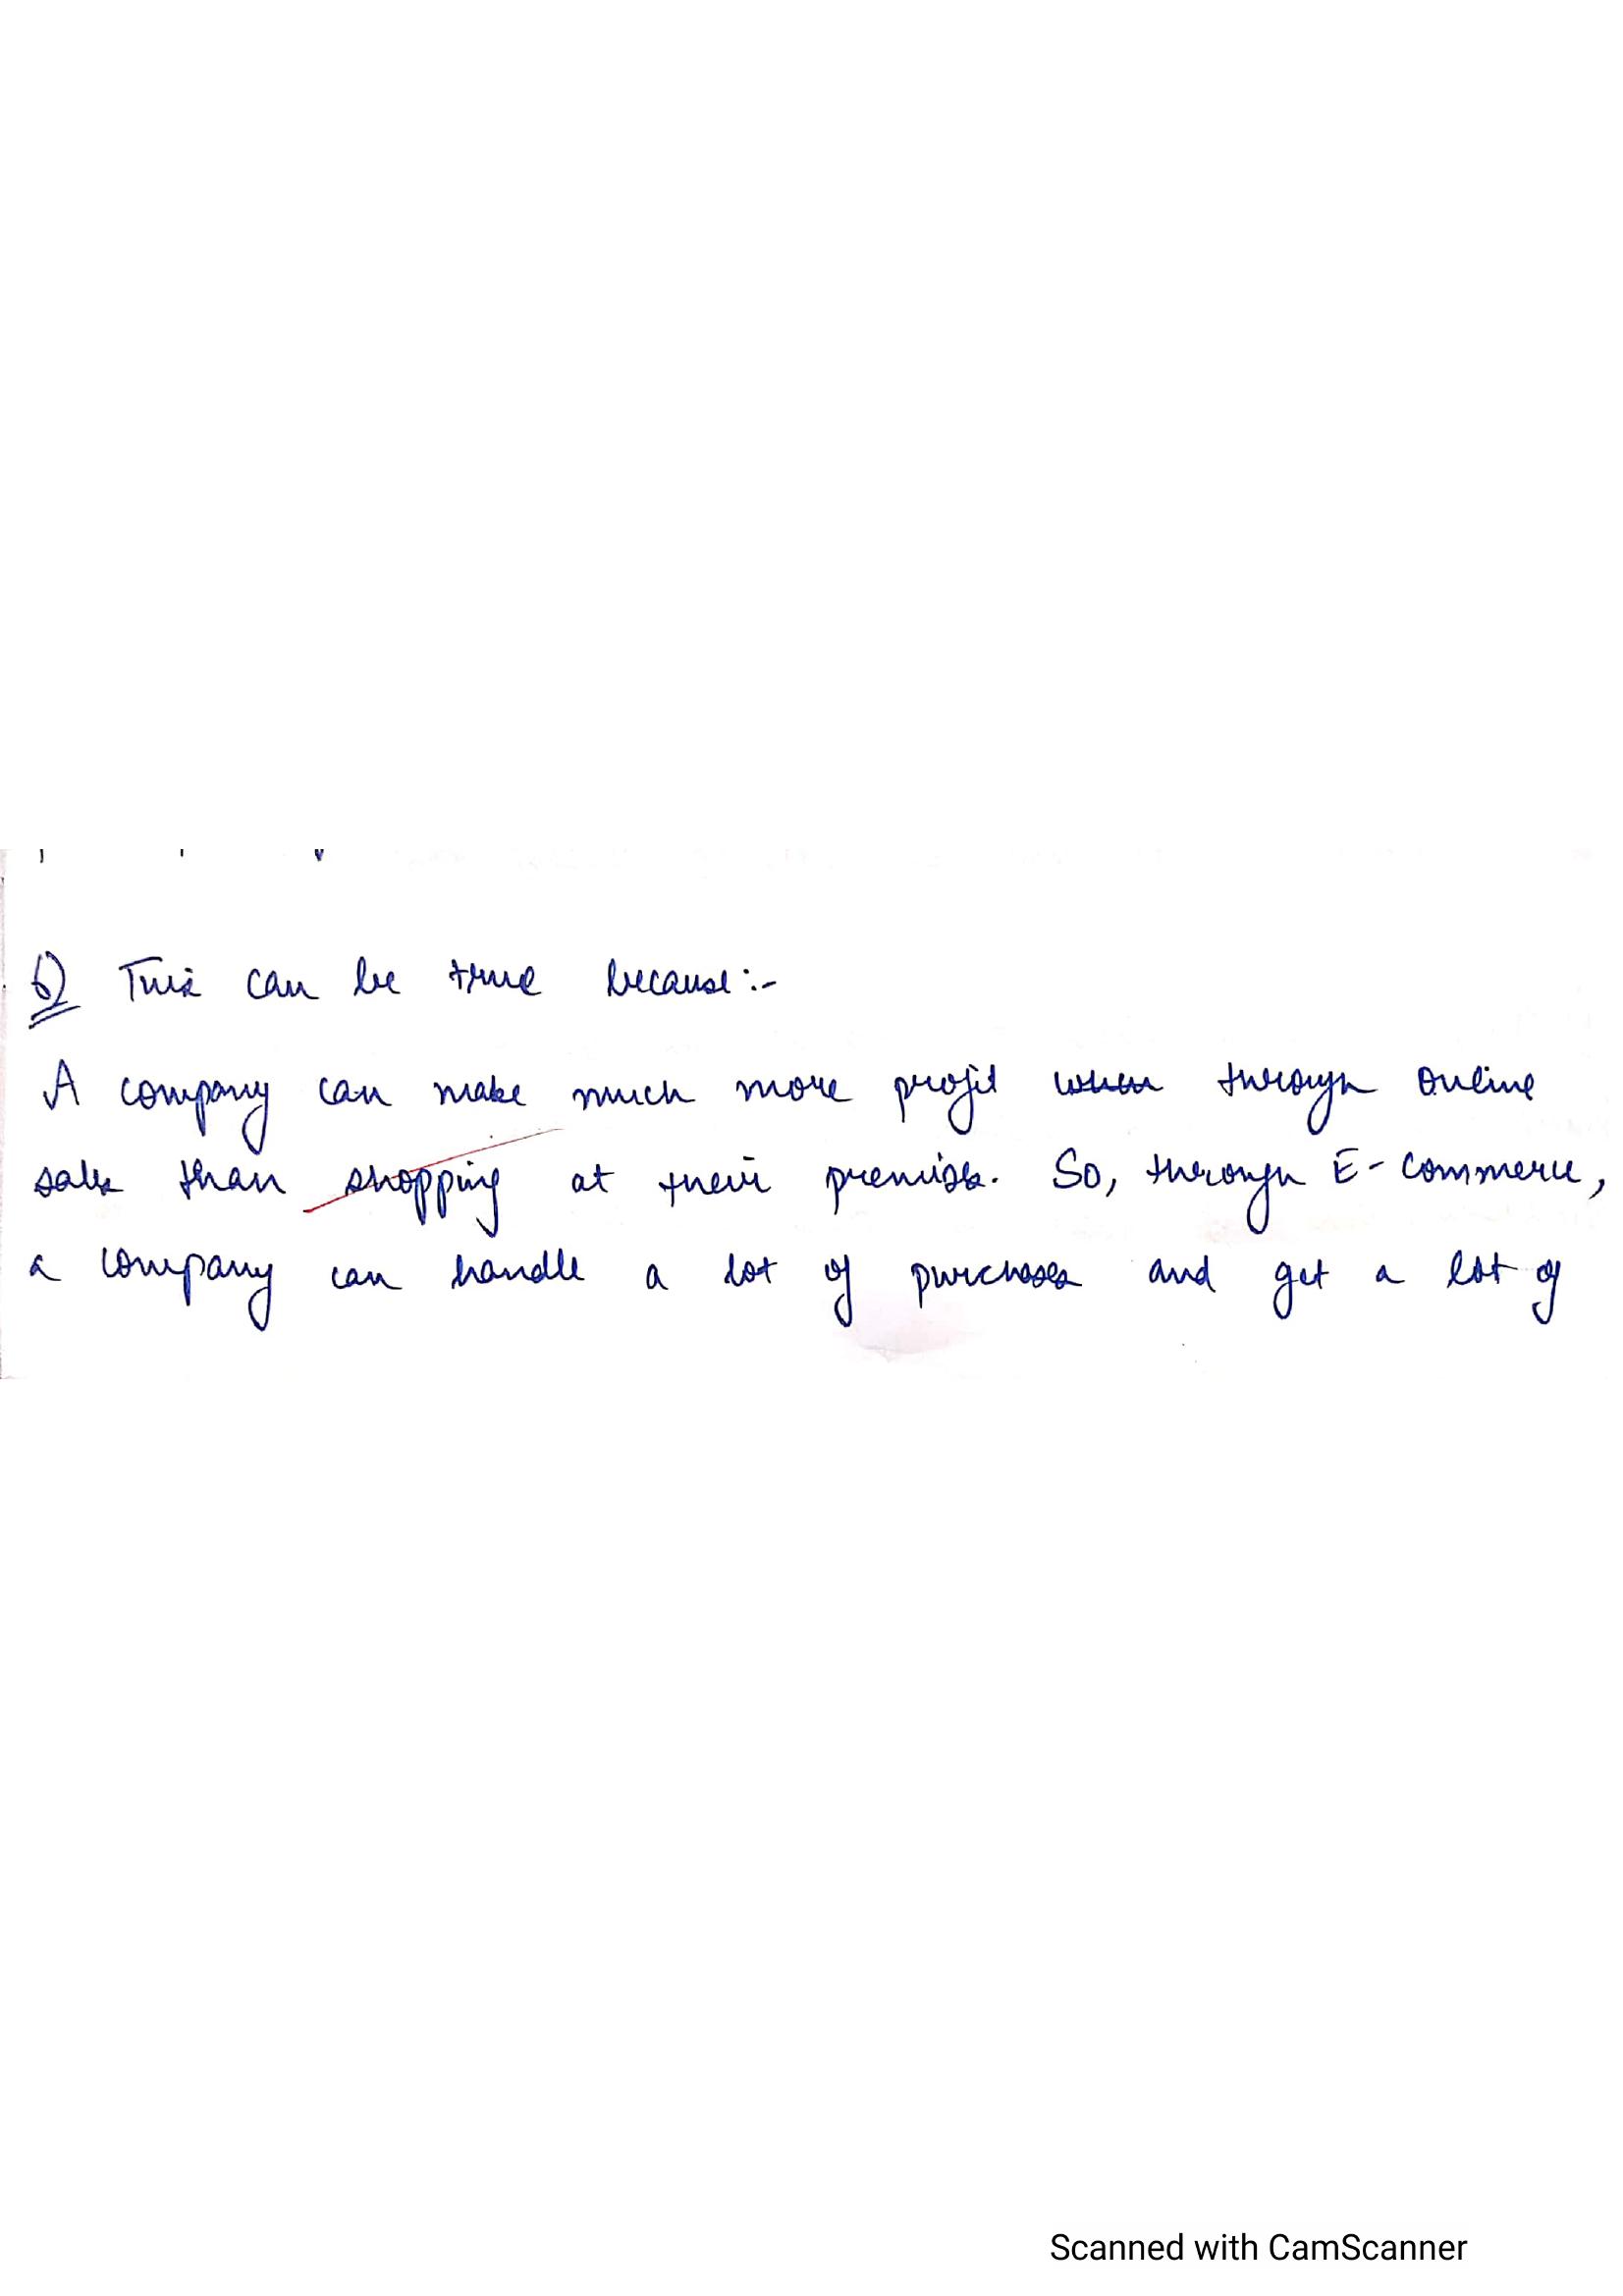 6) This can be true because:-
A company can make much more profit when through online
sales than shopping at their premises. So, through E-commerce,
a company can handle a lot of purchases and get a lot of
Scanned with CamScanner